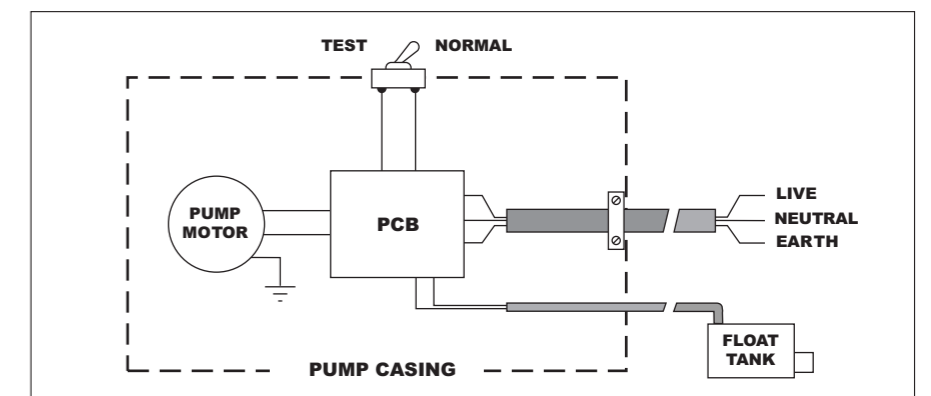 TEST NORMAL
PUMP
MOTOR
PCB
LIVE
NEUTRAL
EARTH
FLOAT
TANK
PUMP CASING